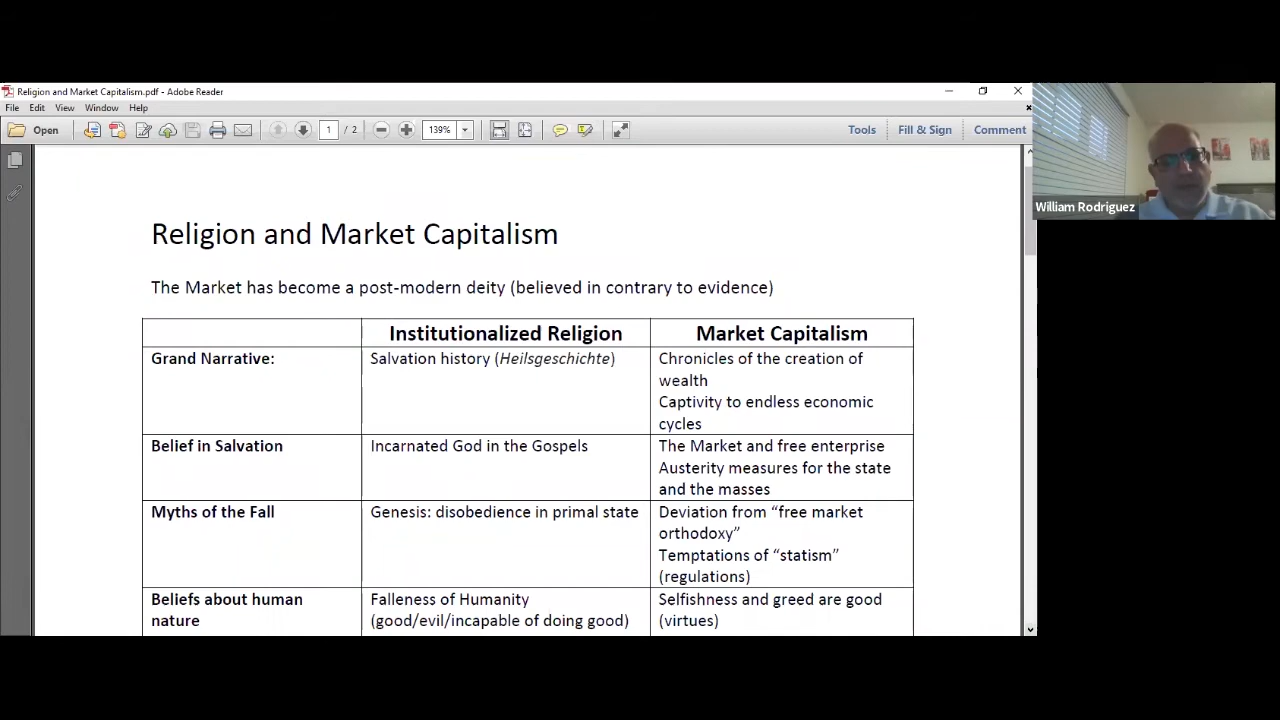 Religion and Market Capitalism.pdf - Adobe Reader
File Edit View Window Help
Open 1 / 2 139% Tools Fill & Sign Comment
William Rodriguez
Religion and Market Capitalism
The Market has become a post-modern deity (believed in contrary to evidence)
Institutionalized Religion Market Capitalism
Grand Narrative: Salvation history (Heilsgeschichte) Chronicles of the creation of
wealth
Captivity to endless economic
cycles
Belief in Salvation Incarnated God in the Gospels The Market and free enterprise
Austerity measures for the state
and the masses
Myths of the Fall Genesis: disobedience in primal state Deviation from “free market
orthodoxy”
Temptations of “statism”
(regulations)
Beliefs about human Falleness of Humanity Selfishness and greed are good
nature (good/evil/incapable of doing good) (virtues)